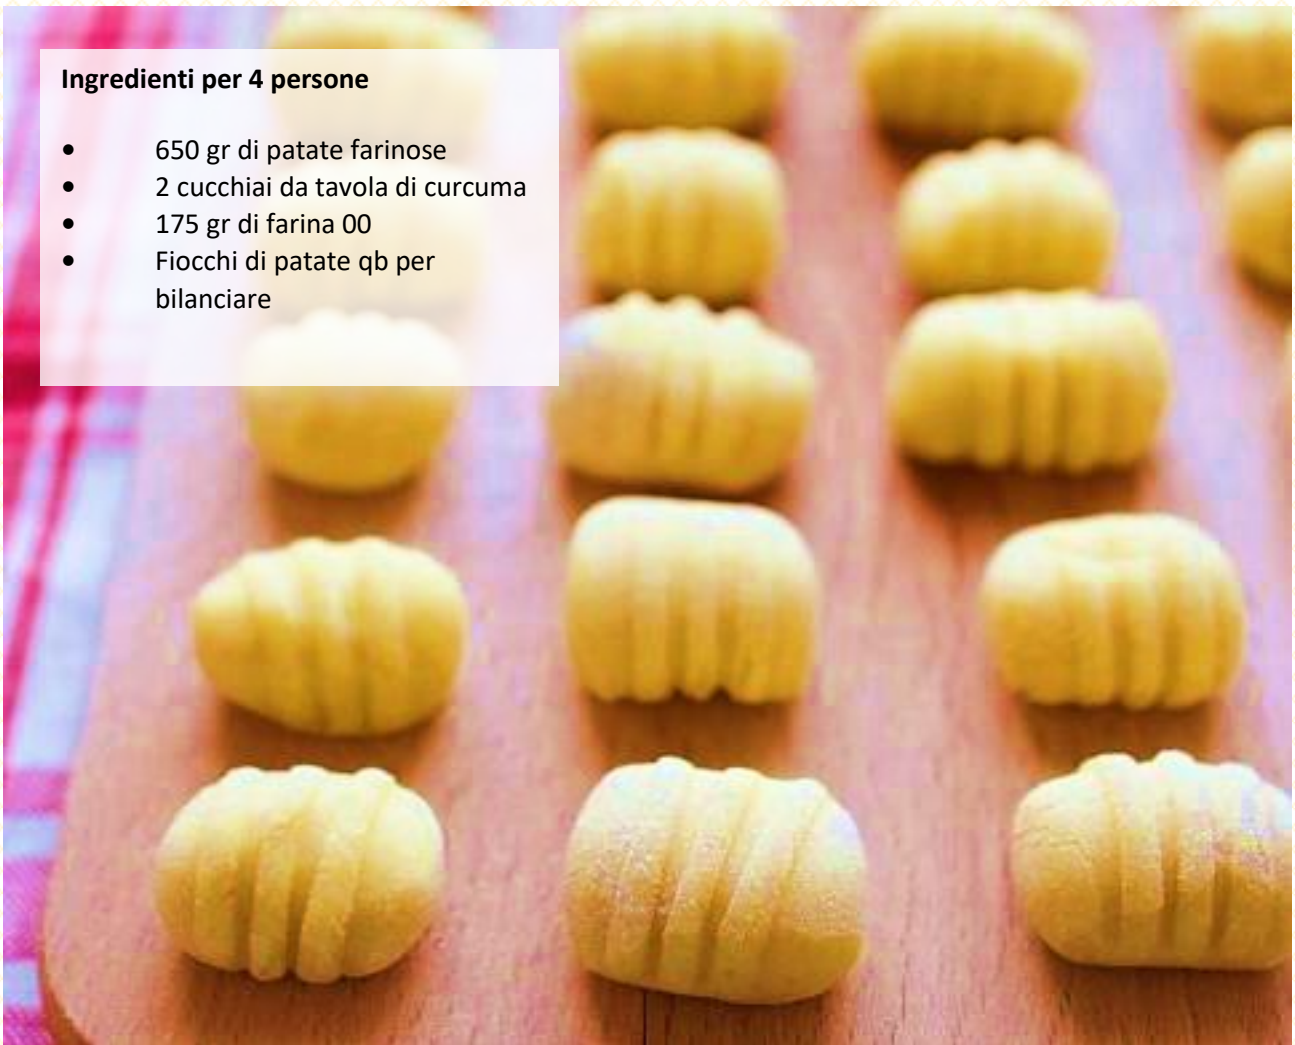 Ingredienti per 4 persone
• 650 gr di patate farinose
• 2 cucchiai da tavola di curcuma
• 175 gr di farina 00
• Fiocchi di patate qb per
bilanciare